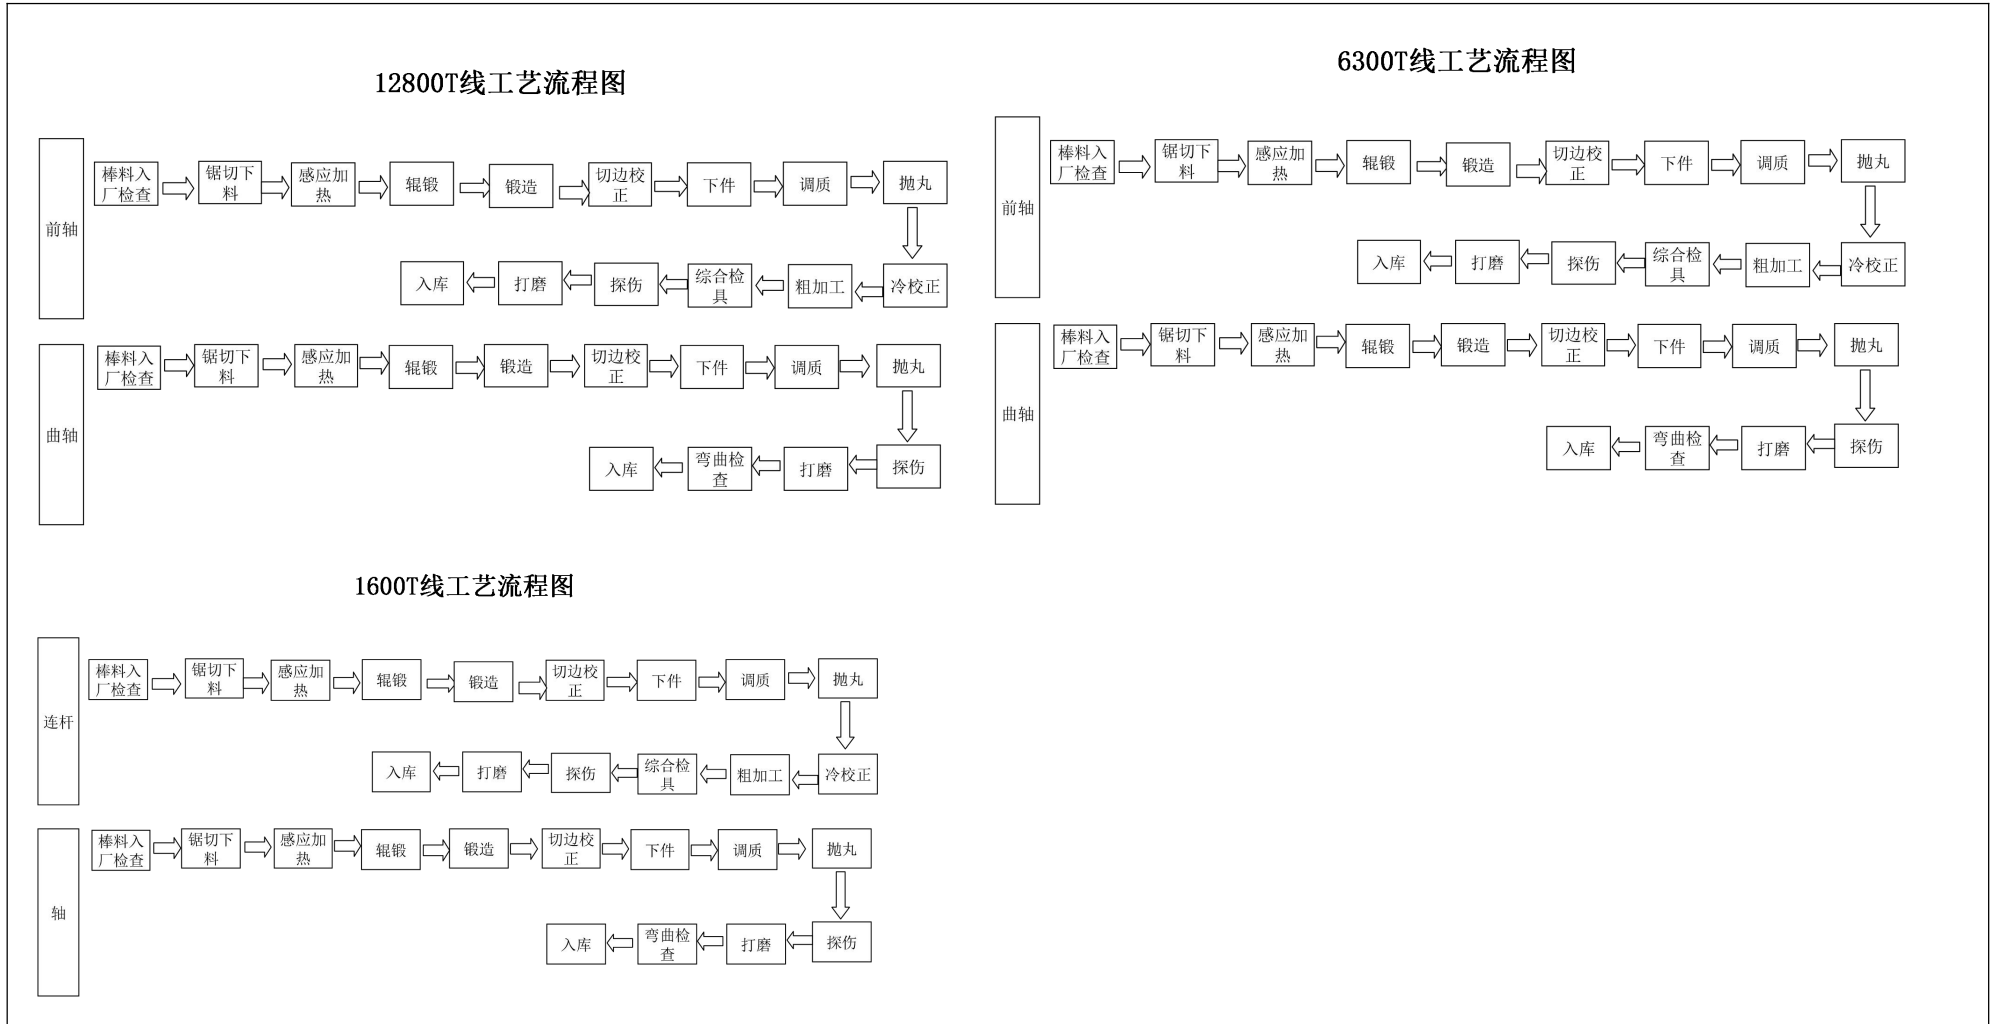 12800T线工艺流程图
前轴
棒料入
厂检查
锯切下
料
感应加
热
辊锻
锻造
切边校
正
下件
调质
抛丸
冷校正
粗加工
综合检
具
探伤
打磨
入库
曲轴
棒料入
厂检查
锯切下
料
感应加
热
辊锻
锻造
切边校
正
下件
调质
抛丸
探伤
打磨
弯曲检
查
入库
6300T线工艺流程图
前轴
棒料入
厂检查
锯切下
料
感应加
热
辊锻
锻造
切边校
正
下件
调质
抛丸
冷校正
粗加工
综合检
具
探伤
打磨
入库
曲轴
棒料入
厂检查
锯切下
料
感应加
热
辊锻
锻造
切边校
正
下件
调质
抛丸
探伤
打磨
弯曲检
查
入库
1600T线工艺流程图
连杆
棒料入
厂检查
锯切下
料
感应加
热
辊锻
锻造
切边校
正
下件
调质
抛丸
冷校正
粗加工
综合检
具
探伤
打磨
入库
轴
棒料入
厂检查
锯切下
料
感应加
热
辊锻
锻造
切边校
正
下件
调质
抛丸
探伤
打磨
弯曲检
查
入库